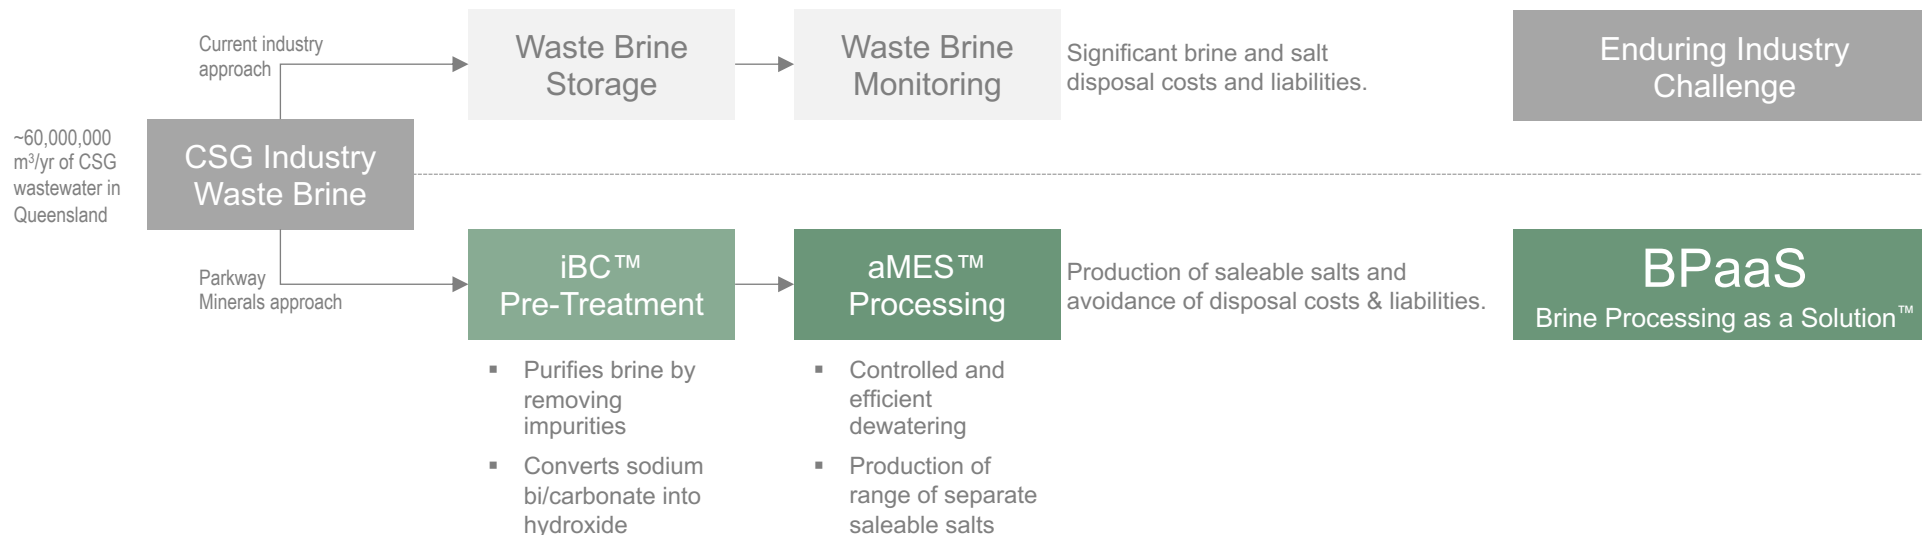 Current industry
approach
Waste Brine
Storage
Waste Brine
Monitoring
Significant brine and salt
disposal costs and liabilities.
Enduring Industry
Challenge
~60,000,000
m³/yr of CSG
wastewater in
Queensland
CSG Industry
Waste Brine
Parkway
Minerals approach
iBC™
Pre-Treatment
aMES™
Processing
Production of saleable salts and
avoidance of disposal costs & liabilities.
BPaaS
Brine Processing as a Solution™
▪ Purifies brine by
removing
impurities
▪ Converts sodium
bi/carbonate into
hydroxide
▪ Controlled and
efficient
dewatering
▪ Production of
range of separate
saleable salts